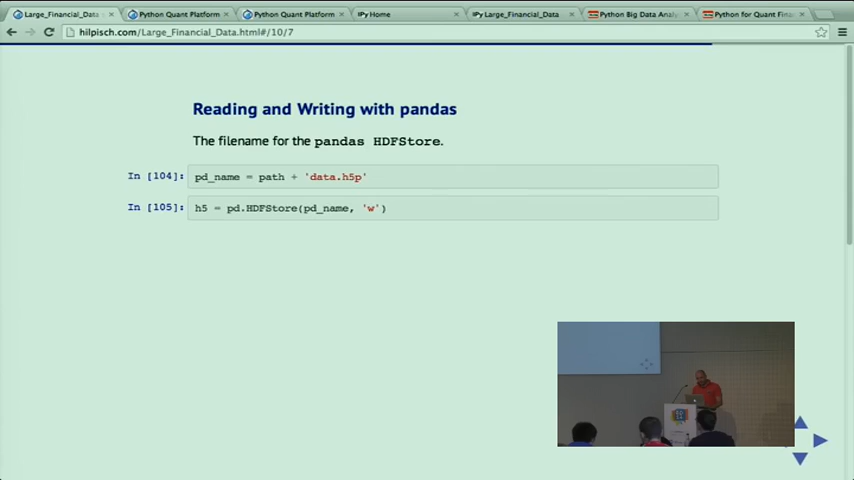 Large_Financial_Data
Python Quant Platform
Python Quant Platform
IPy Home
IPy Large_Financial_Data
Python Big Data Analy
Python for Quant Finan
hilpisch.com/Large_Financial_Data.html#/10/7
Reading and Writing with pandas
The filename for the pandas HDFStore.
In [104]: pd_name = path + 'data.h5p'
In [105]: h5 = pd.HDFStore(pd_name, 'w')